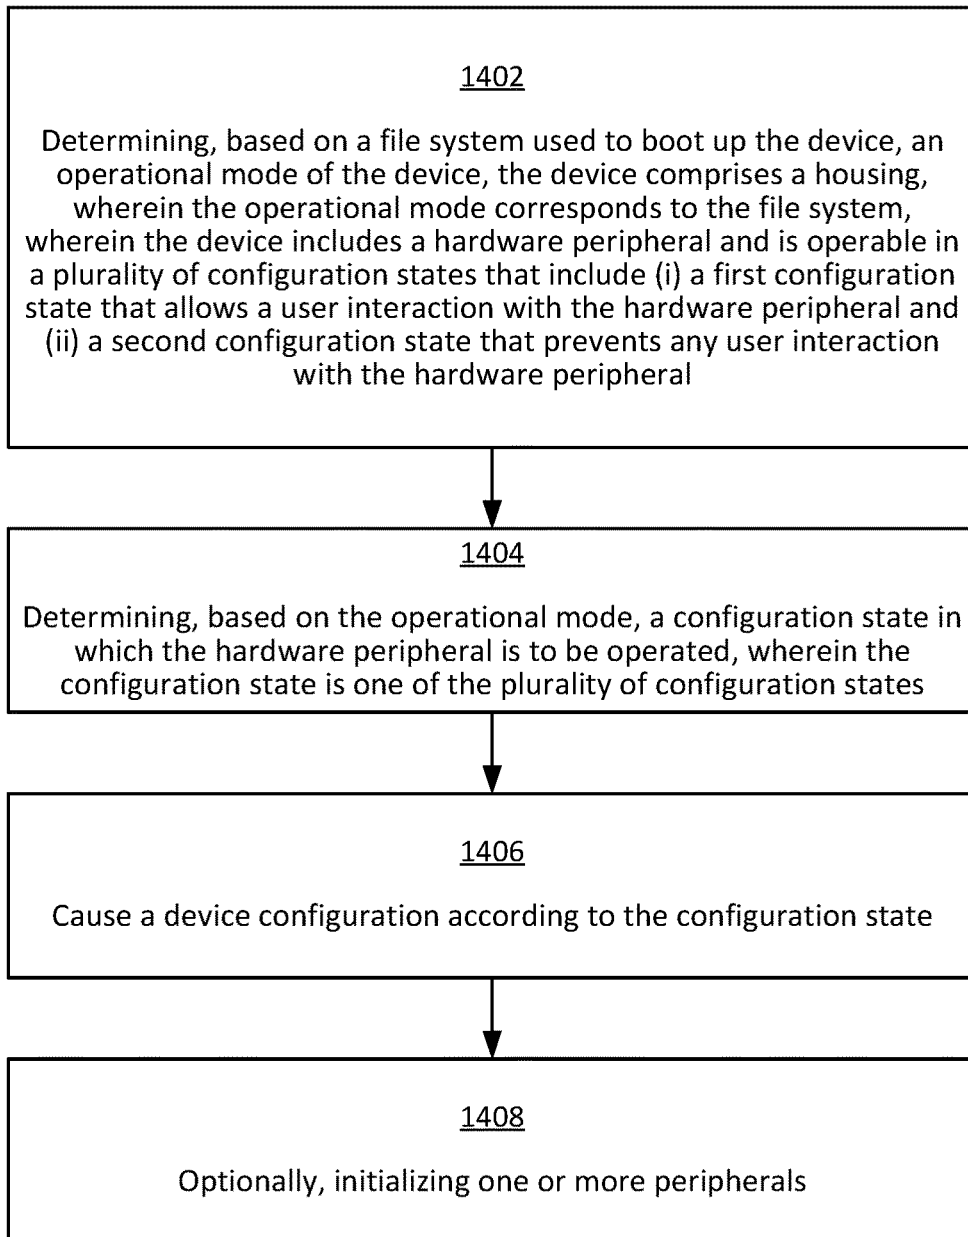 1402
Determining, based on a file system used to boot up the device, an
operational mode of the device, the device comprises a housing,
wherein the operational mode corresponds to the file system,
wherein the device includes a hardware peripheral and is operable in
a plurality of configuration states that include (i) a first configuration
state that allows a user interaction with the hardware peripheral and
(ii) a second configuration state that prevents any user interaction
with the hardware peripheral
1404
Determining, based on the operational mode, a configuration state in
which the hardware peripheral is to be operated, wherein the
configuration state is one of the plurality of configuration states
1406
Cause a device configuration according to the configuration state
1408
Optionally, initializing one or more peripherals